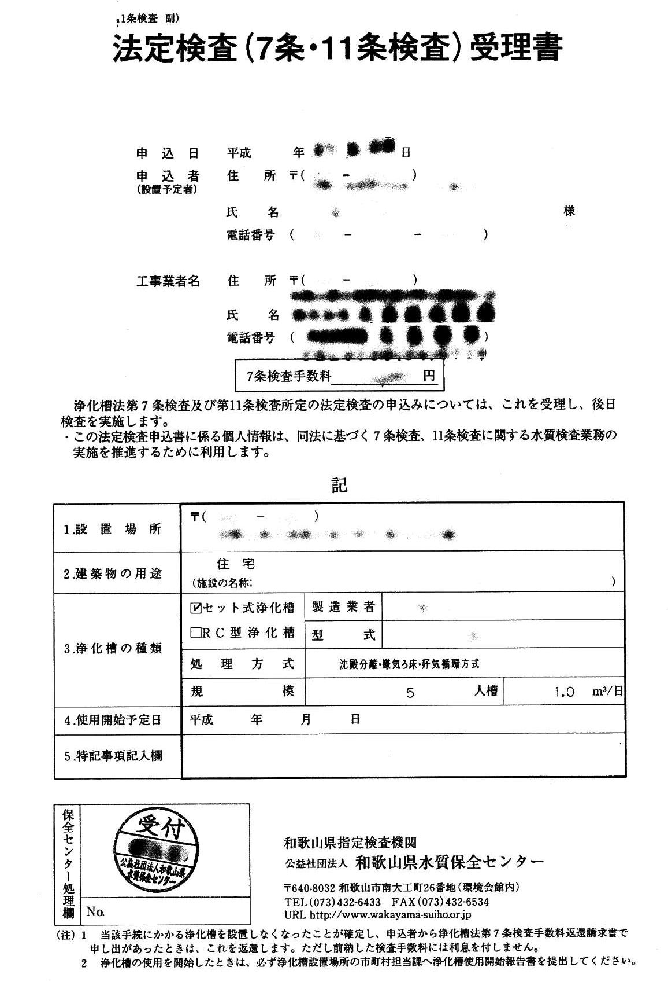 11条検査 副)
法定検査(7条・11条検査)受理書
申込日 平成 年 日
申込者 住所 〒( - )
(設置予定者)
氏名 様
電話番号 ( - - )
工事業者名 住所 〒( - )
氏名
電話番号 ( )
7条検査手数料 円
浄化槽法第7条検査及び第11条検査所定の法定検査の申込みについては、これを受理し、後日
検査を実施します。
・この法定検査申込書に係る個人情報は、同法に基づく7条検査、11条検査に関する水質検査業務の
実施を推進するために利用します。
記
1.設置場所 〒( - )
2.建築物の用途 住宅
(施設の名称: )
3.浄化槽の種類 ☑セット式浄化槽 製造業者
□RC型浄化槽 型式
処理方式 沈殿分離・嫌気ろ床・好気循環方式
規模 5 人槽 1.0 m³/日
4.使用開始予定日 平成 年 月 日
5.特記事項記入欄
保全センター処理欄
受付
公益社団法人和歌山県
水質保全センター
No.
和歌山県指定検査機関
公益社団法人 和歌山県水質保全センター
〒640-8032 和歌山市南大工町26番地(環境会館内)
TEL(073)432-6433 FAX(073)432-6534
URL http://www.wakayama-suiho.or.jp
(注) 1 当該手続にかかる浄化槽を設置しなくなったことが確定し、申込者から浄化槽法第7条検査手数料返還請求書で
申し出があったときは、これを返還します。ただし前納した検査手数料には利息を付しません。
2 浄化槽の使用を開始したときは、必ず浄化槽設置場所の市町村担当課へ浄化槽使用開始報告書を提出してください。